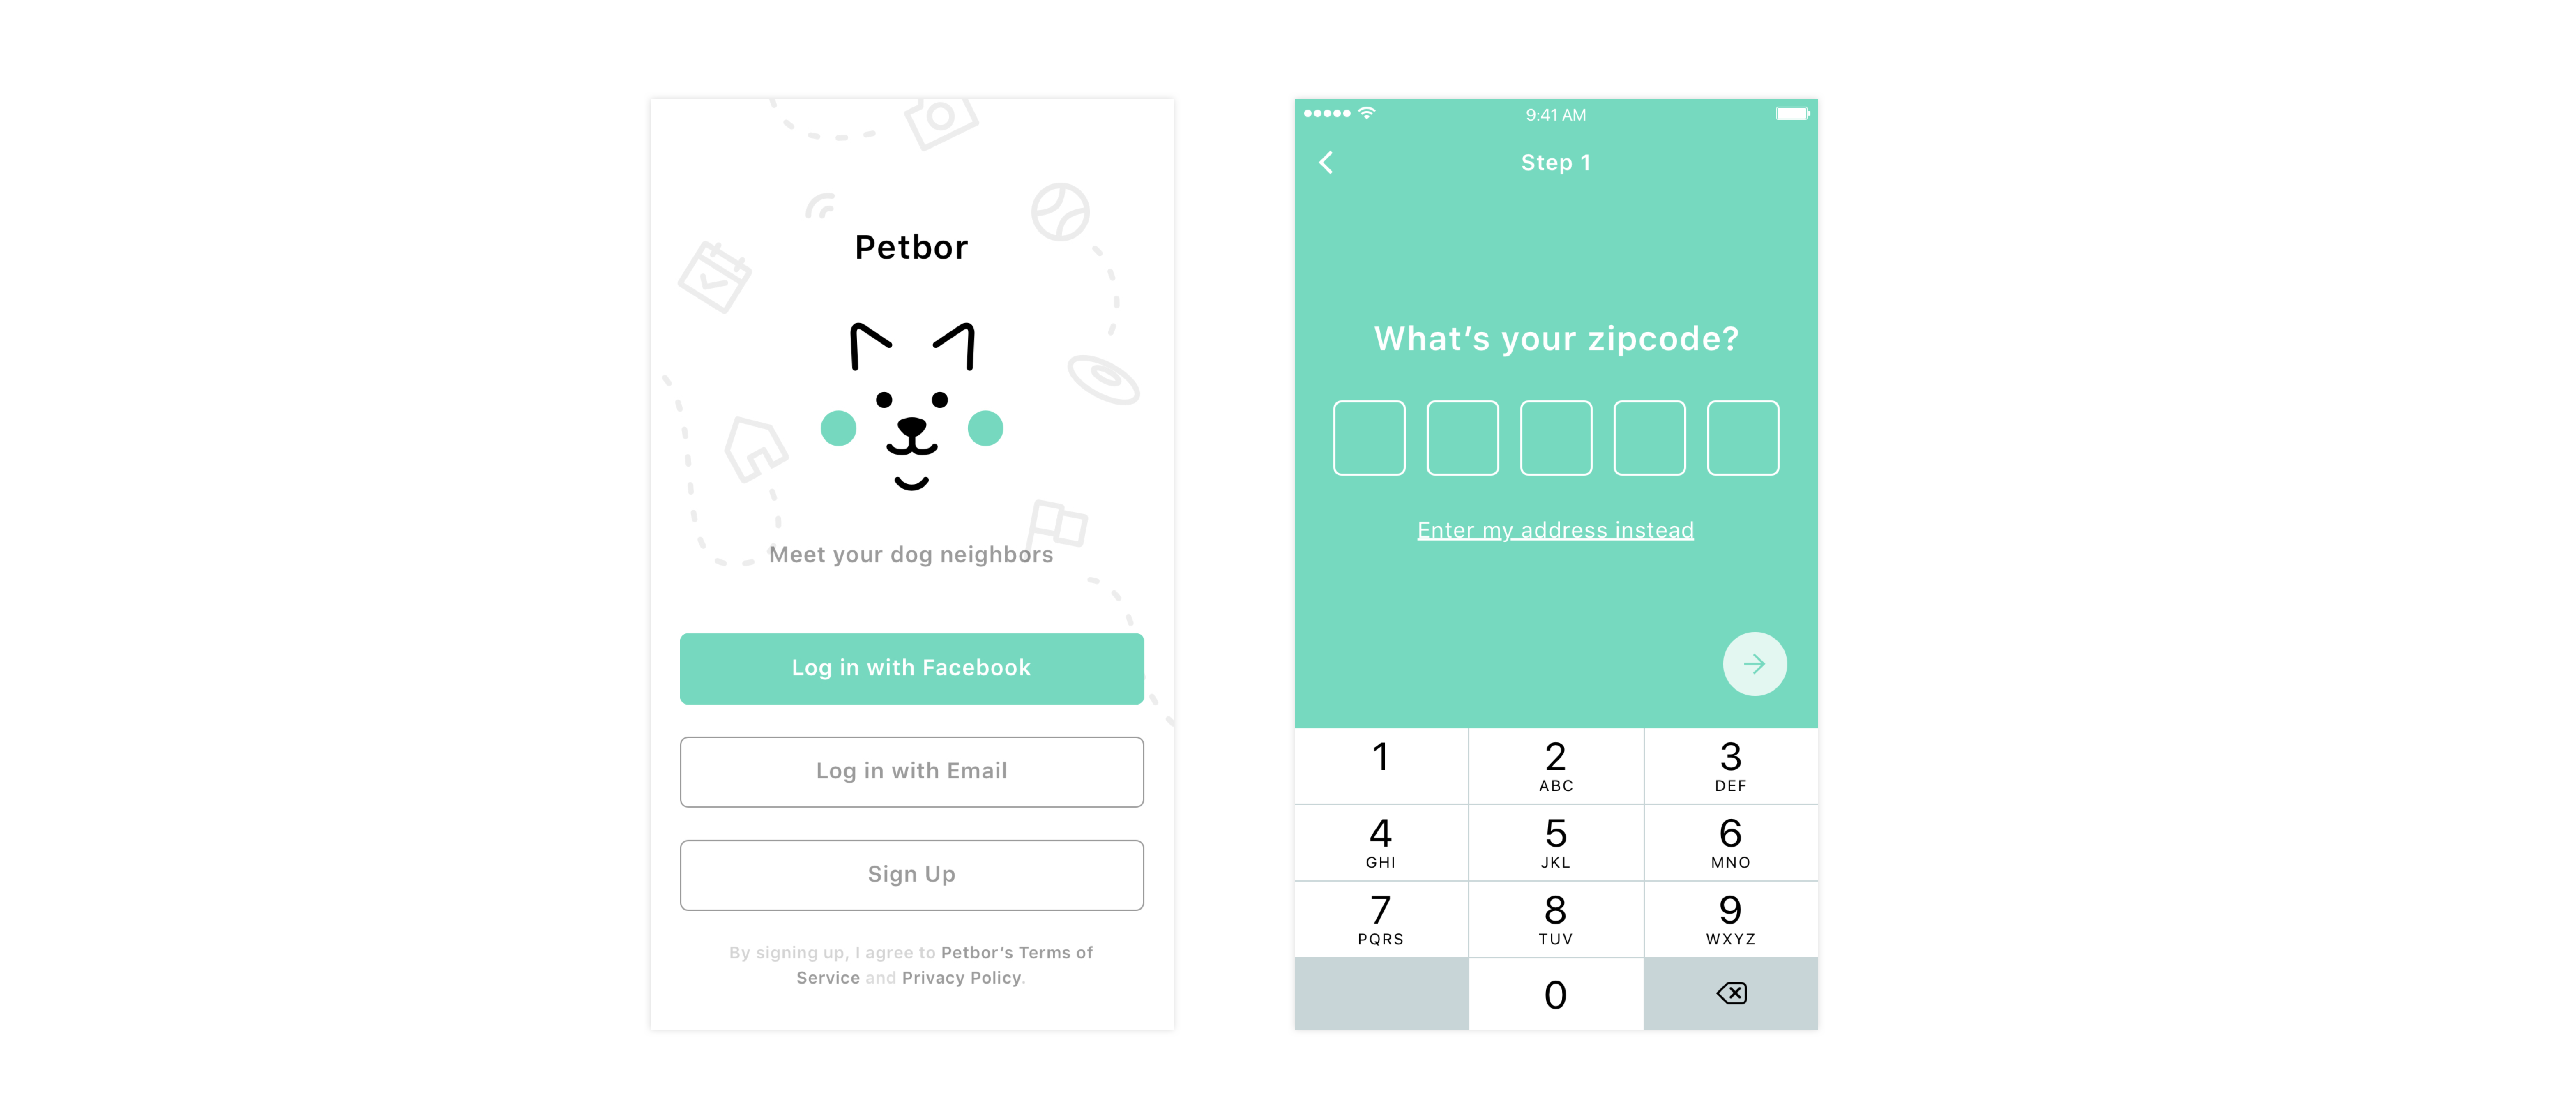 Petbor
Meet your dog neighbors
Log in with Facebook
Log in with Email
Sign Up
By signing up, I agree to Petbor’s Terms of
Service and Privacy Policy.
9:41 AM
Step 1
What’s your zipcode?
Enter my address instead
1 2 3
ABC DEF
4 5 6
GHI JKL MNO
7 8 9
PQRS TUV WXYZ
0